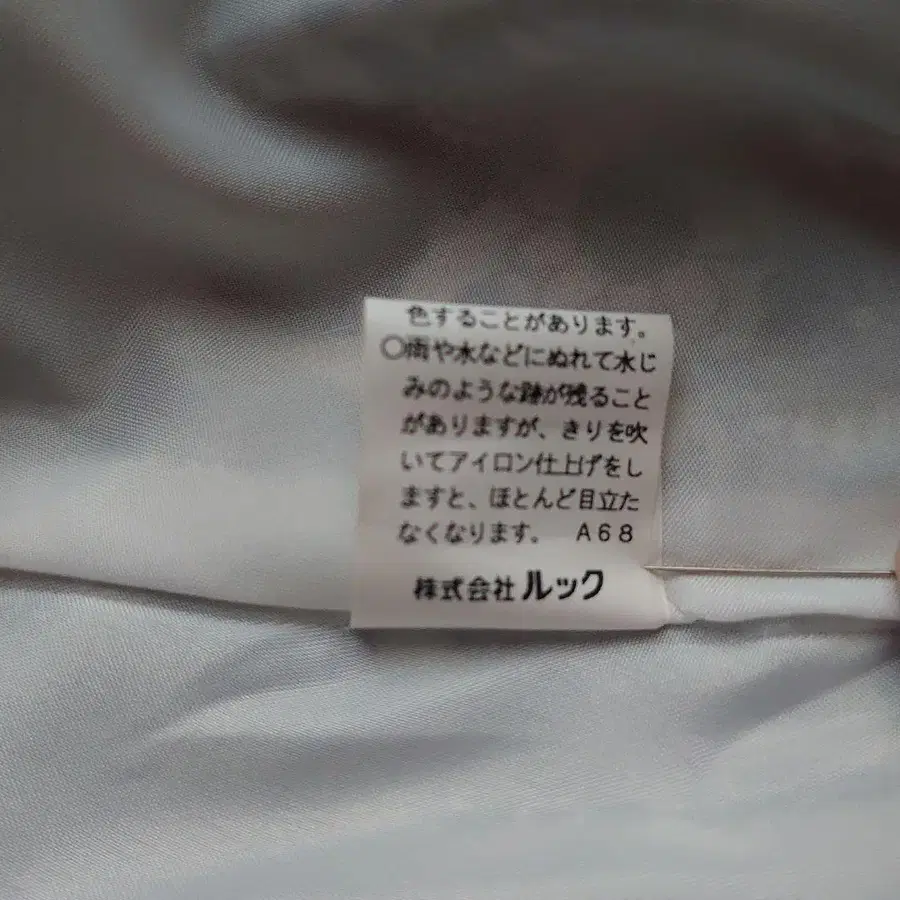 色することがあります。
○雨や水などにぬれて水じ
みのような跡が残ること
がありますが、きりを吹
いてアイロン仕上げをし
ますと、ほとんど目立た
なくなります。 A68
株式会社ルック